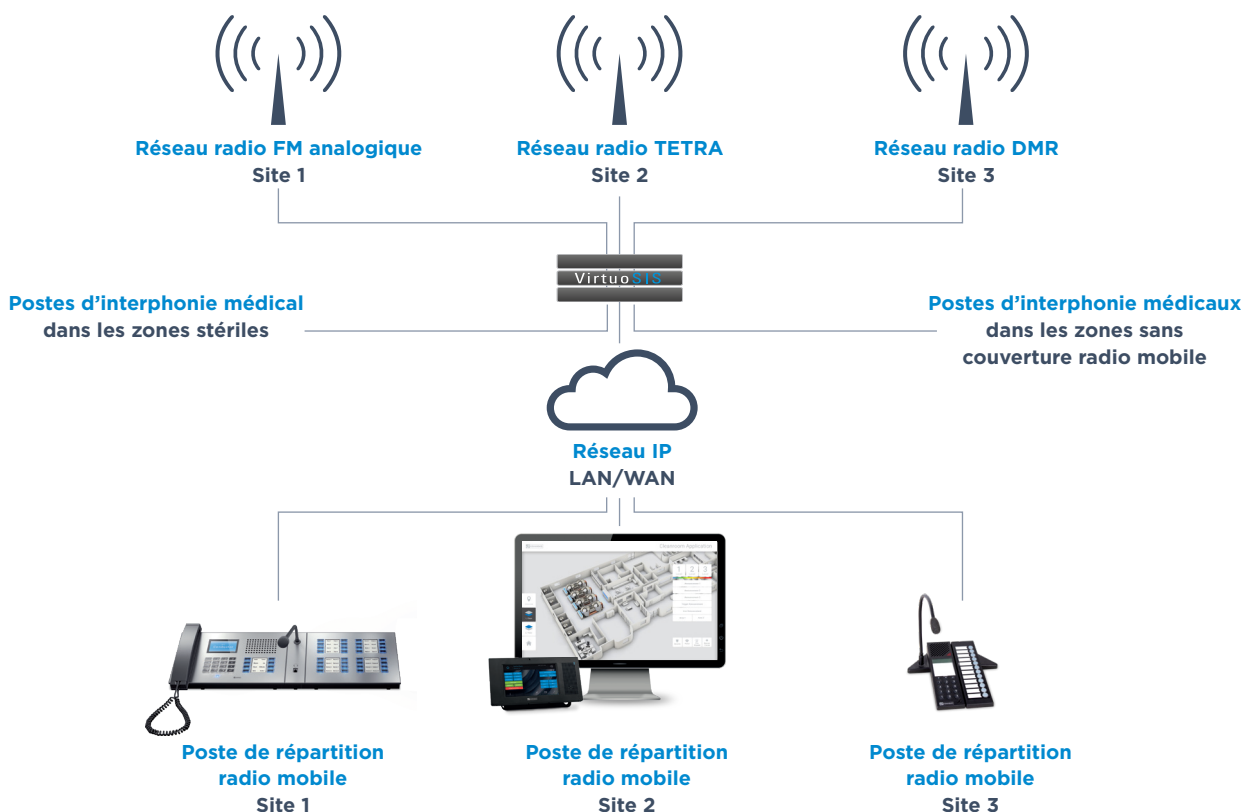 Réseau radio FM analogique
Site 1
Réseau radio TETRA
Site 2
Réseau radio DMR
Site 3
VirtuoSIS
Postes d’interphonie médical
dans les zones stériles
Postes d’interphonie médicaux
dans les zones sans
couverture radio mobile
Réseau IP
LAN/WAN
Poste de répartition
radio mobile
Site 1
Poste de répartition
radio mobile
Site 2
Poste de répartition
radio mobile
Site 3